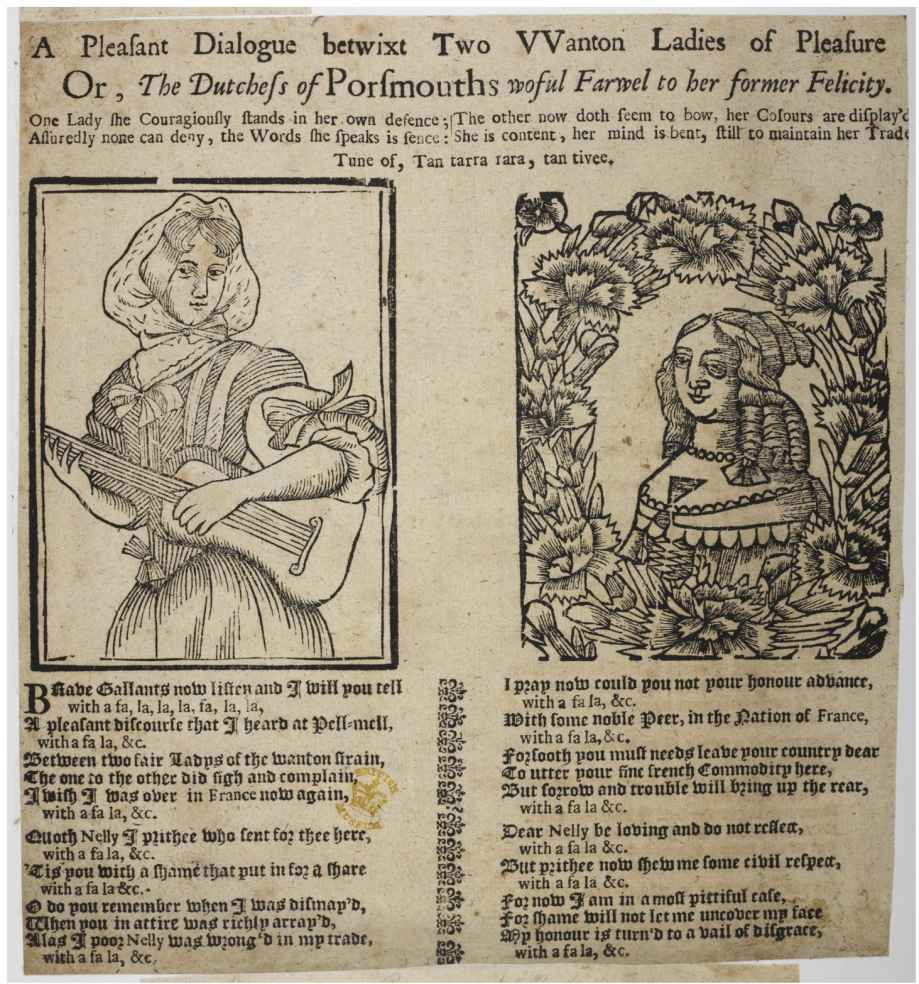 A Pleaſant Dialogue betwixt Two VVanton Ladies of Pleaſure
Or, The Dutcheſs of Porſmouths woful Farwel to her former Felicity.
One Lady ſhe Couragiouſly ſtands in her own defence;
Aſſuredly none can deny, the Words ſhe ſpeaks is ſence:
The other now doth ſeem to bow, her Colours are diſplay'd
She is content, her mind is bent, ſtill to maintain her Trade
Tune of, Tan tarra rara, tan tivee.
BRave Gallants now liſten and I will you tell
with a fa, la, la, la, fa, la, la,
A pleaſant diſcourſe that I heard at Pell-mell,
with a fa la, &c.
Between two fair Ladys of the wanton ſtrain,
The one to the other did ſigh and complain,
I wiſh I was over in France now again,
with a fa la, &c.
Quoth Nelly I prithee who ſent for thee here,
with a fa la, &c.
'Tis you with a ſhame that put in for a ſhare
with a fa la &c.
O do you remember when I was diſmay'd,
When you in attire was richly array'd,
Alas I poor Nelly was wrong'd in my trade,
with a fa la, &c.
I pray now could you not your honour advance,
with a fa la, &c.
With ſome noble Peer, in the Nation of France,
with a fa la, &c.
Forſooth you muſt needs leave your country dear
To utter your fine french Commodity here,
But ſorrow and trouble will bring up the rear,
with a fa la &c.
Dear Nelly be loving and do not reflect,
with a fa la &c.
But prithee now ſhew me ſome civil reſpect,
with a fa la &c.
For now I am in a moſt pittiful caſe,
For ſhame will not let me uncover my face
My honour is turn'd to a vail of diſgrace,
with a fa la, &c.